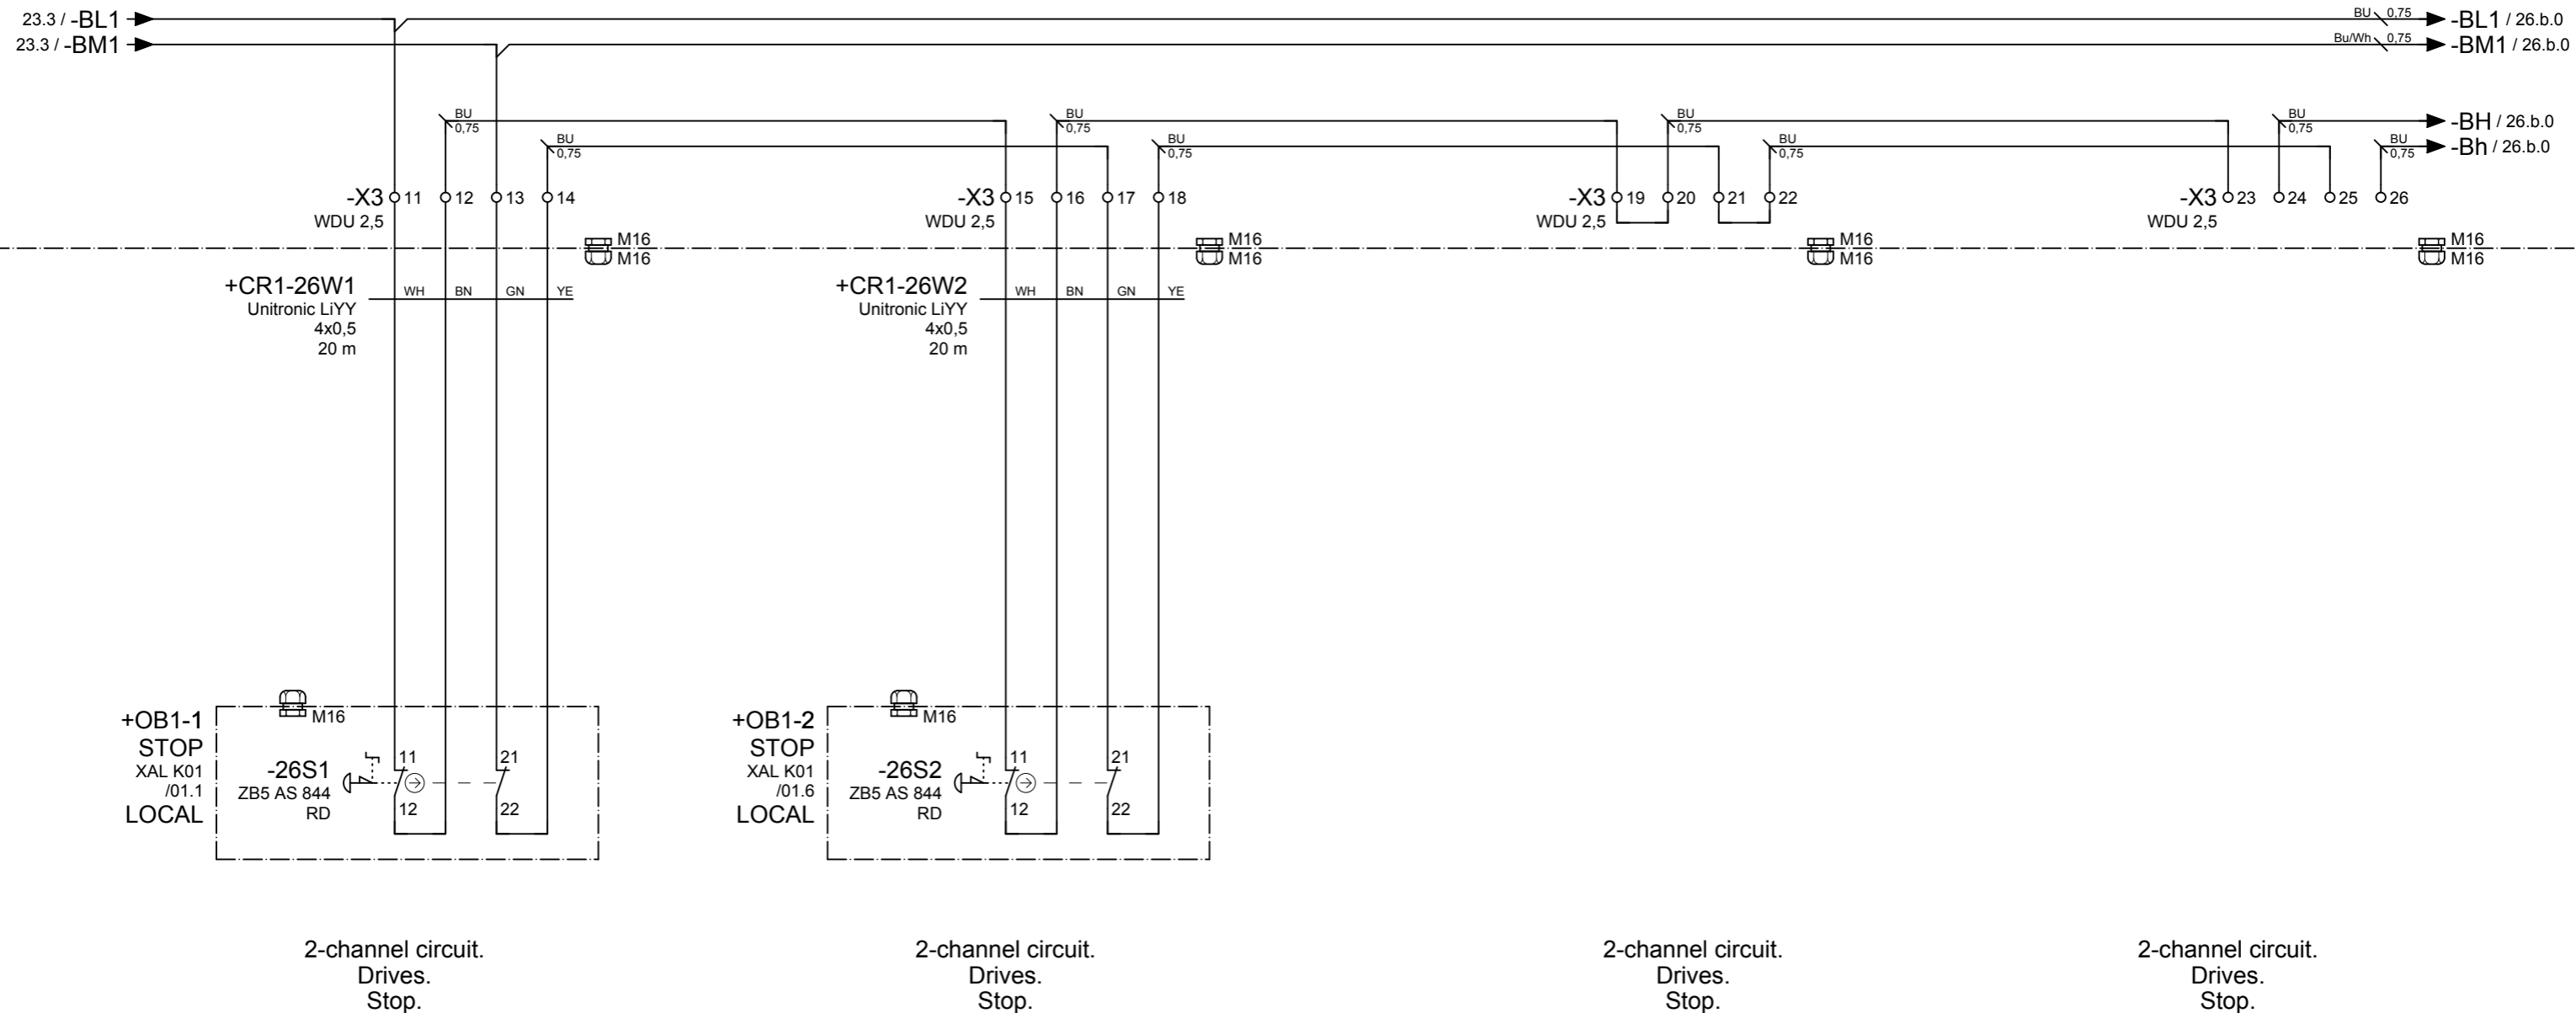 23.3 / -BL1
BU 0,75
-BL1 / 26.b.0
23.3 / -BM1
Bu/Wh 0,75
-BM1 / 26.b.0
BU
0,75
BU
0,75
BU
0,75
BU
0,75
BU
0,75
BU
0,75
BU
0,75
-BH / 26.b.0
BU
0,75
-Bh / 26.b.0
-X3 11 12 13 14
WDU 2,5
-X3 15 16 17 18
WDU 2,5
-X3 19 20 21 22
WDU 2,5
-X3 23 24 25 26
WDU 2,5
M16
M16
M16
M16
M16
M16
M16
M16
+CR1-26W1
WH BN GN YE
Unitronic LiYY
4x0,5
20 m
+CR1-26W2
WH BN GN YE
Unitronic LiYY
4x0,5
20 m
M16
+OB1-1
STOP
XAL K01
/01.1
LOCAL
-26S1
ZB5 AS 844
RD
11
12
21
22
M16
+OB1-2
STOP
XAL K01
/01.6
LOCAL
-26S2
ZB5 AS 844
RD
11
12
21
22
2-channel circuit.
Drives.
Stop.
2-channel circuit.
Drives.
Stop.
2-channel circuit.
Drives.
Stop.
2-channel circuit.
Drives.
Stop.